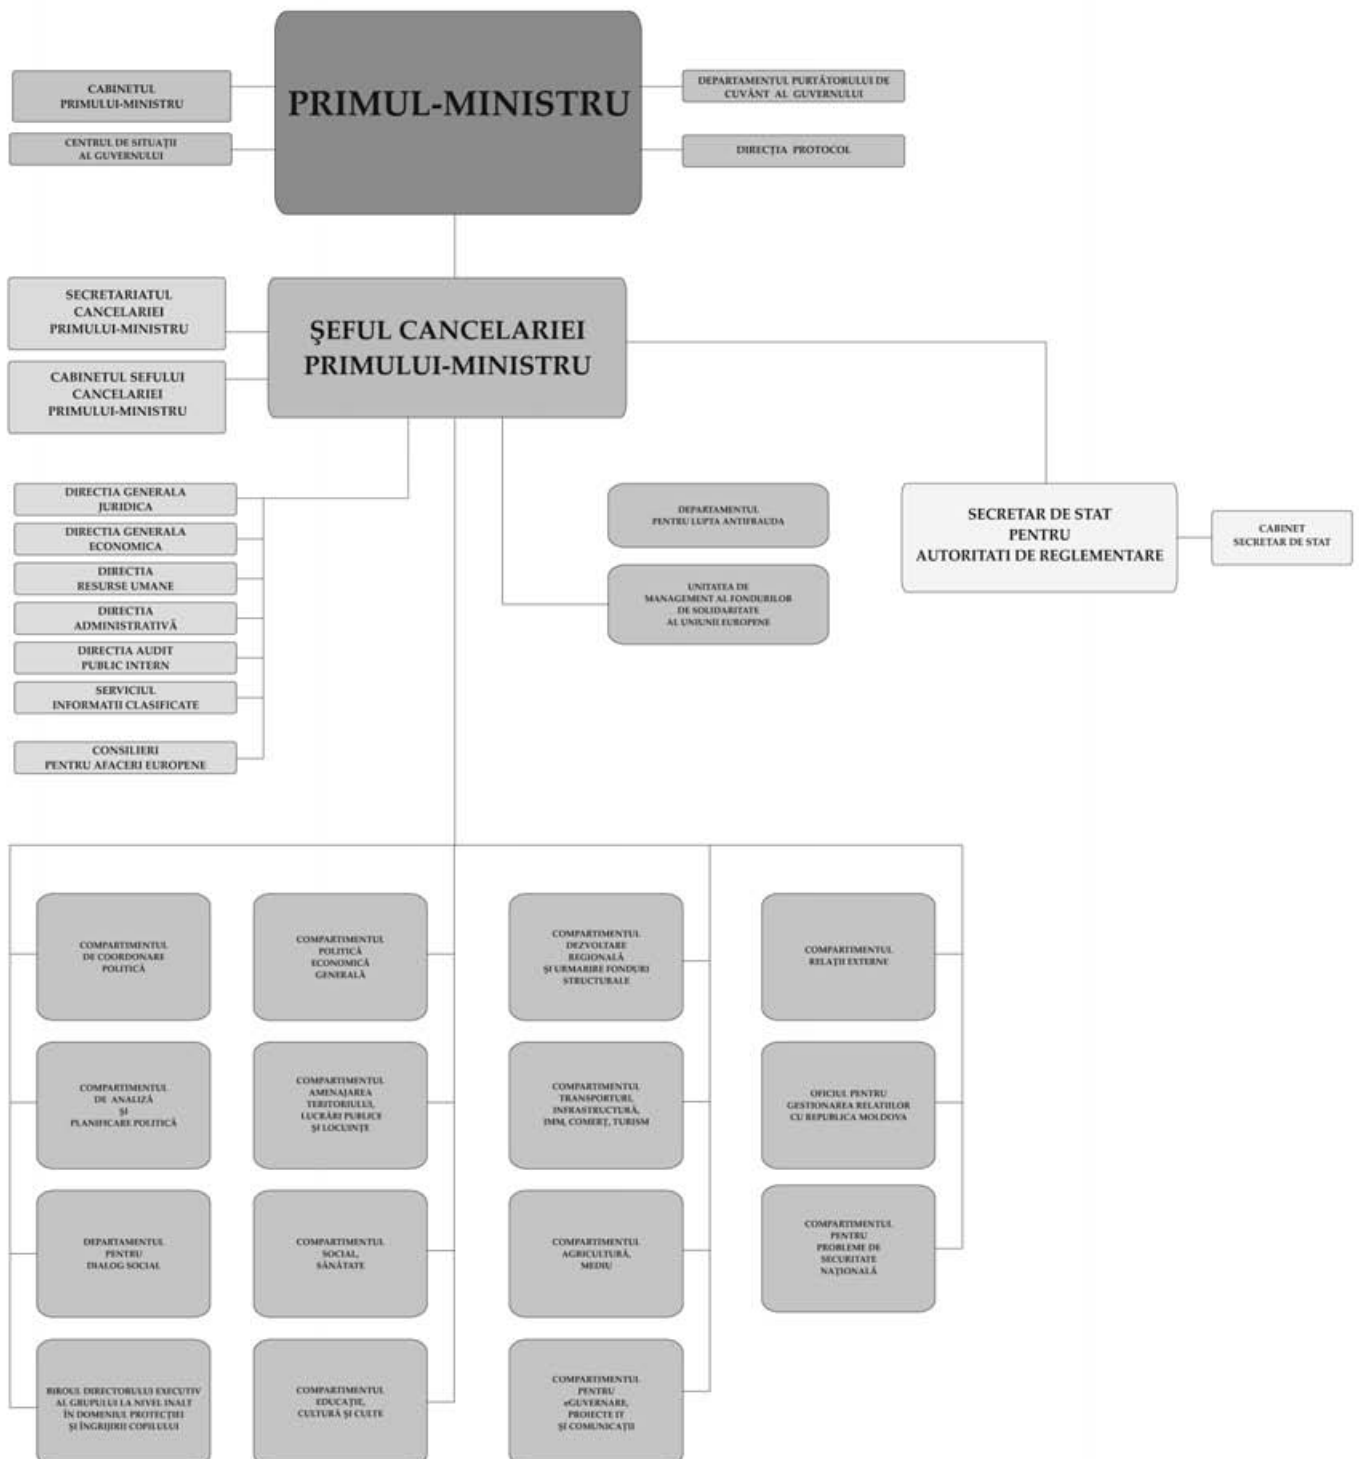 PRIMUL-MINISTRU
CABINETUL
PRIMULUI-MINISTRU
CENTRUL DE SITUAŢII
AL GUVERNULUI
DEPARTAMENTUL PURTĂTORULUI DE
CUVÂNT AL GUVERNULUI
DIRECŢIA PROTOCOL
SECRETARIATUL
CANCELARIEI
PRIMULUI-MINISTRU
CABINETUL SEFULUI
CANCELARIEI
PRIMULUI-MINISTRU
ŞEFUL CANCELARIEI
PRIMULUI-MINISTRU
DIRECTIA GENERALA
JURIDICA
DIRECTIA GENERALA
ECONOMICA
DIRECTIA
RESURSE UMANE
DIRECTIA
ADMINISTRATIVĂ
DIRECTIA AUDIT
PUBLIC INTERN
SERVICIUL
INFORMATII CLASIFICATE
CONSILIERI
PENTRU AFACERI EUROPENE
DEPARTAMENTUL
PENTRU LUPTA ANTIFRAUDA
UNITATEA DE
MANAGEMENT AL FONDURILOR
DE SOLIDARITATE
AL UNIUNII EUROPENE
SECRETAR DE STAT
PENTRU
AUTORITATI DE REGLEMENTARE
CABINET
SECRETAR DE STAT
COMPARTIMENTUL
DE COORDONARE
POLITICĂ
COMPARTIMENTUL
POLITICĂ
ECONOMICĂ
GENERALĂ
COMPARTIMENTUL
DEZVOLTARE
REGIONALĂ
ŞI URMARIRE FONDURI
STRUCTURALE
COMPARTIMENTUL
RELAŢII EXTERNE
COMPARTIMENTUL
DE ANALIZĂ
ŞI
PLANIFICARE POLITICĂ
COMPARTIMENTUL
AMENAJAREA
TERITORIULUI,
LUCRĂRI PUBLICE
ŞI LOCUINŢE
COMPARTIMENTUL
TRANSPORTURI,
INFRASTRUCTURĂ,
IMM, COMERŢ, TURISM
OFICIUL PENTRU
GESTIONAREA RELATIILOR
CU REPUBLICA MOLDOVA
DEPARTAMENTUL
PENTRU
DIALOG SOCIAL
COMPARTIMENTUL
SOCIAL,
SĂNĂTATE
COMPARTIMENTUL
AGRICULTURĂ,
MEDIU
COMPARTIMENTUL
PENTRU
PROBLEME DE
SECURITATE
NAŢIONALĂ
BIROUL DIRECTORULUI EXECUTIV
AL GRUPULUI LA NIVEL INALT
ÎN DOMENIUL PROTECŢIEI
ŞI ÎNGRIJIRII COPILULUI
COMPARTIMENTUL
EDUCAŢIE,
CULTURĂ ŞI CULTE
COMPARTIMENTUL
PENTRU
eGUVERNARE,
PROIECTE IT
ŞI COMUNICAŢII